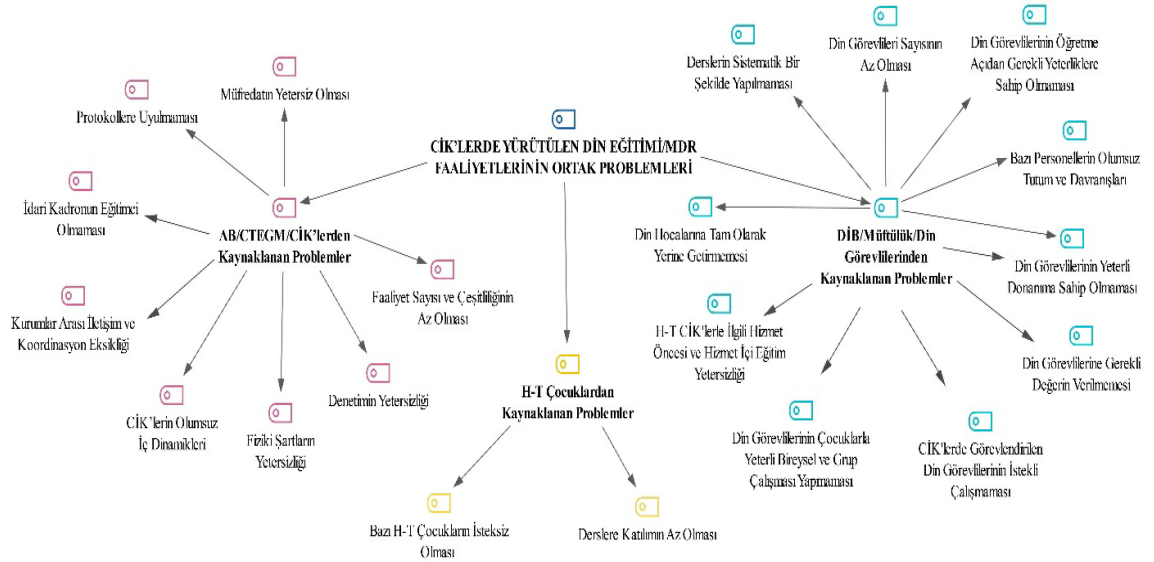 CİK'LERDE YÜRÜTÜLEN DİN EĞİTİMİ/MDR
FAALİYETLERİNİN ORTAK PROBLEMLERİ
AB/CTEGM/CİK'lerden
Kaynaklanan Problemler
Müfredatın Yetersiz Olması
Protokollere Uyulmaması
İdari Kadronun Eğitimci
Olmaması
Kurumlar Arası İletişim ve
Koordinasyon Eksikliği
CİK'lerin Olumsuz
İç Dinamikleri
Fiziki Şartların
Yetersizliği
Denetimin Yetersizliği
Faaliyet Sayısı ve Çeşitliliğinin
Az Olması
H-T Çocuklardan
Kaynaklanan Problemler
Bazı H-T Çocukların İsteksiz
Olması
Derslere Katılımın Az Olması
DİB/Müftülük/Din
Görevlilerinden
Kaynaklanan Problemler
Derslerin Sistematik Bir
Şekilde Yapılmaması
Din Görevlileri Sayısının
Az Olması
Din Görevlilerinin Öğretme
Açıdan Gerekli Yeterliklere
Sahip Olmaması
Bazı Personellerin Olumsuz
Tutum ve Davranışları
Din Görevlilerinin Yeterli
Donanıma Sahip Olmaması
Din Görevlilerine Gerekli
Değerin Verilmemesi
CİK'lerde Görevlendirilen
Din Görevlilerinin İstekli
Çalışmaması
Din Görevlilerinin Çocuklarla
Yeterli Bireysel ve Grup
Çalışması Yapmaması
H-T CİK'lerle İlgili Hizmet
Öncesi ve Hizmet İçi Eğitim
Yetersizliği
Din Hocalarına Tam Olarak
Yerine Getirmemesi